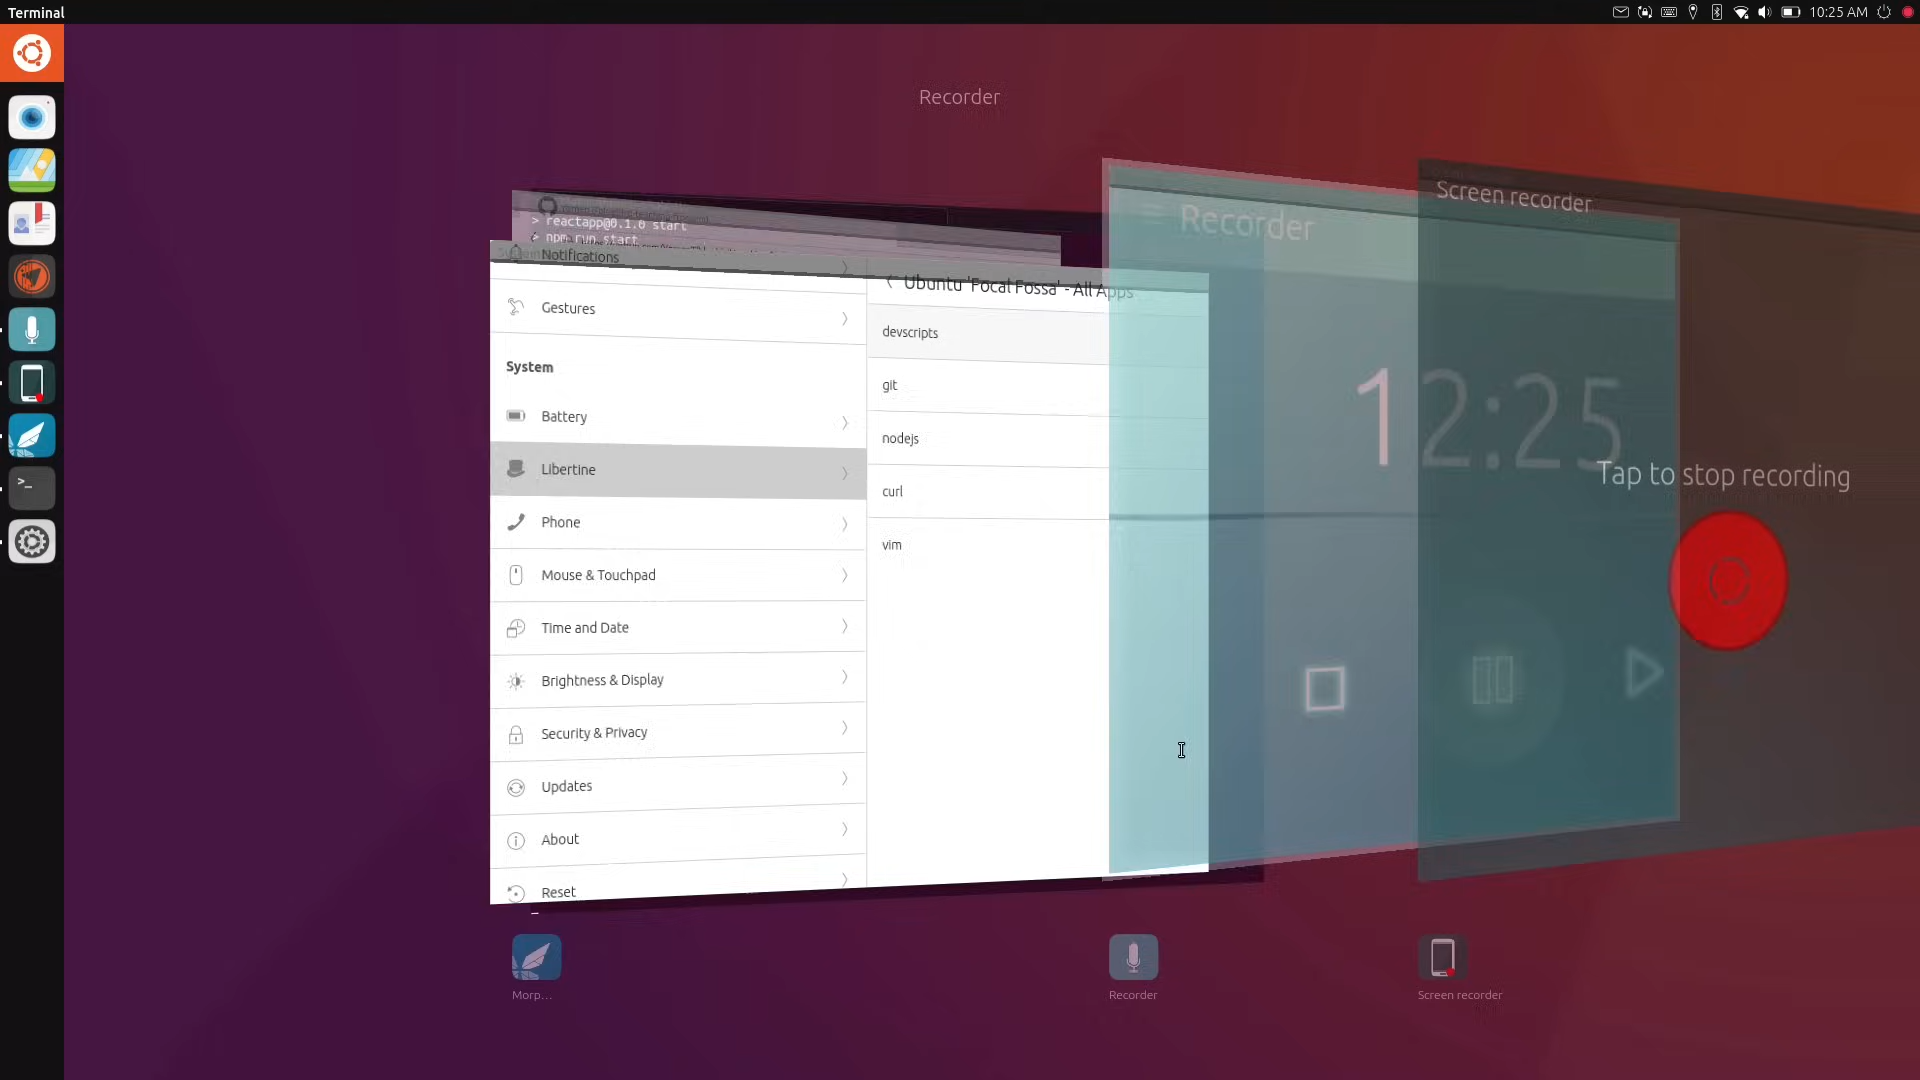 Terminal
10:25 AM
Recorder
> reactapp@0.1.0 start
> npm run start
Notifications
Gestures
System
Battery
Libertine
Phone
Mouse & Touchpad
Time and Date
Brightness & Display
Security & Privacy
Updates
About
Reset
Ubuntu 'Focal Fossa' - All Apps
devscripts
git
nodejs
curl
vim
Recorder
12:25
Screen recorder
Tap to stop recording
Morp...
Recorder
Screen recorder